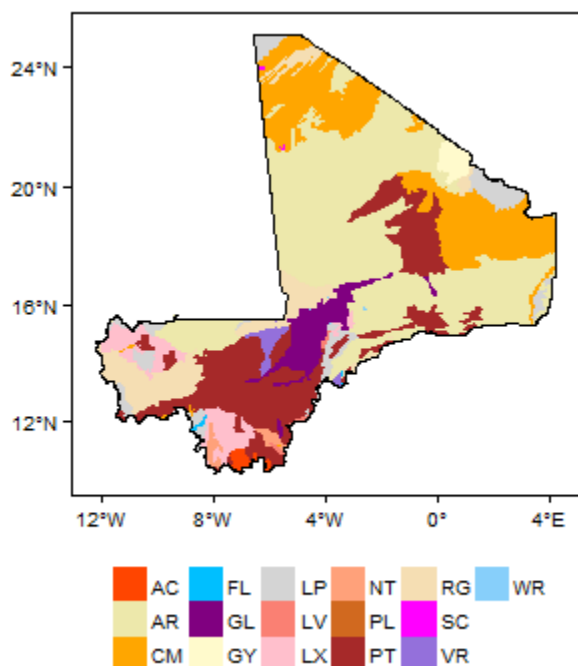 24°N
20°N
16°N
12°N
12°W 8°W 4°W 0° 4°E
AC FL LP NT RG WR
AR GL LV PL SC
CM GY LX PT VR